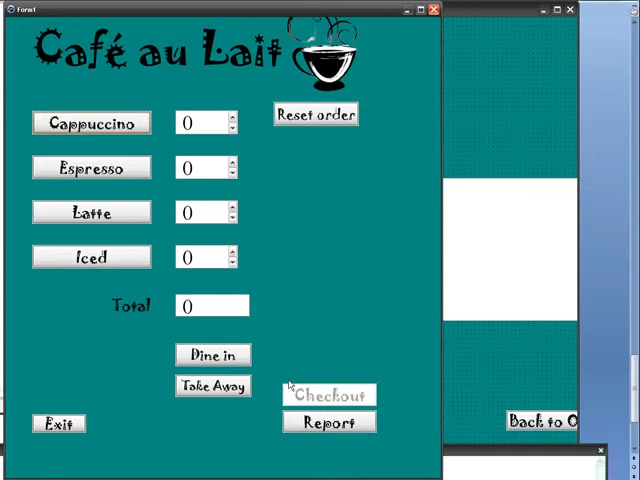 Form1
Café au Lait
Reset order
Cappuccino 0
Espresso 0
Latte 0
Iced 0
Total 0
Dine in
Take Away
Checkout
Exit
Report
Back to O